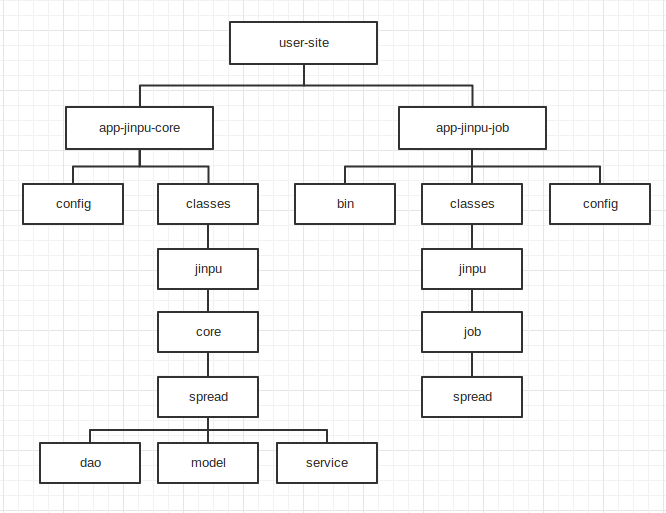 user-site
app-jinpu-core
app-jinpu-job
config
classes
bin
classes
config
jinpu
jinpu
core
job
spread
spread
dao
model
service